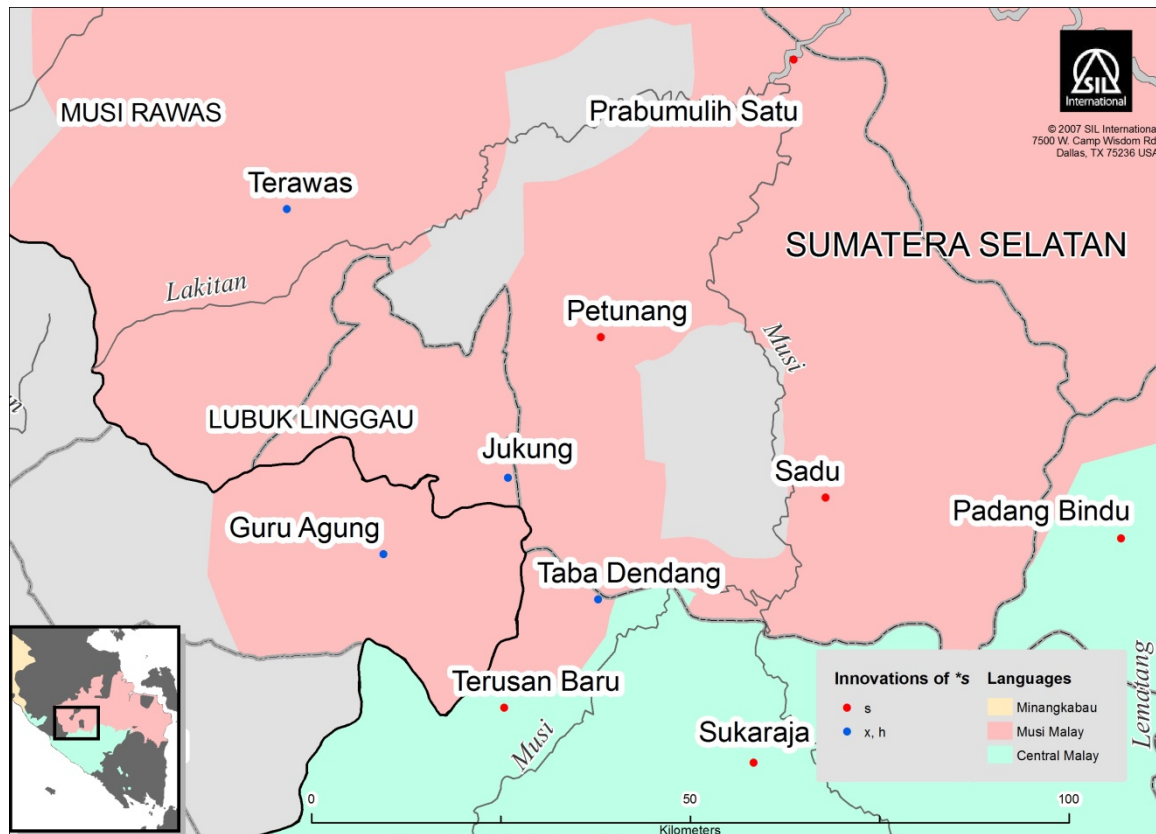 MUSI RAWAS
Prabumulih Satu
SIL
International
© 2007 SIL International
7500 W. Camp Wisdom Rd
Dallas, TX 75236 USA
Terawas
SUMATERA SELATAN
Lakitan
Petunang
Musi
LUBUK LINGGAU
Jukung
Sadu
Padang Bindu
Guru Agung
Taba Dendang
Terusan Baru
Musi
Sukaraja
Lematang
Innovations of *s
s
x, h
Languages
Minangkabau
Musi Malay
Central Malay
0 50 100
Kilometers